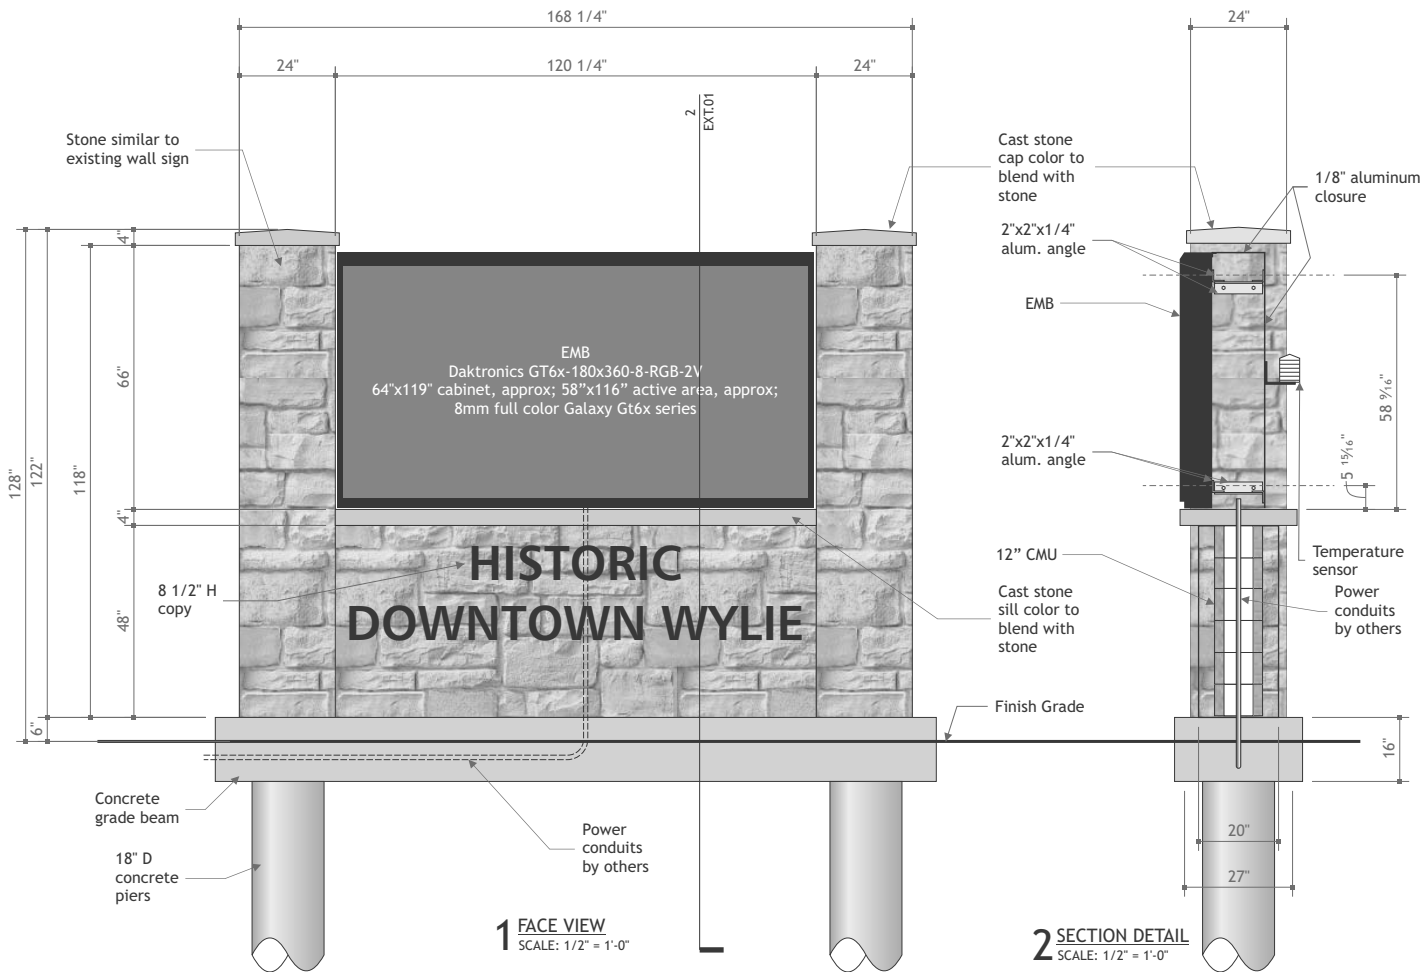 168 1/4"
24"
24"
120 1/4"
24"
2
EXT.01
Stone similar to
existing wall sign
Cast stone
cap color to
blend with
stone
1/8" aluminum
closure
2"x2"x1/4"
alum. angle
EMB
4"
66"
4"
48"
6"
128"
122"
118"
EMB
Daktronics GT6x-180x360-8-RGB-2V
64"x119" cabinet, approx; 58”x116” active area, approx;
8mm full color Galaxy Gt6x series
58 9⁄16"
5 15⁄16"
2"x2"x1/4"
alum. angle
HISTORIC
DOWNTOWN WYLIE
8 1/2" H
copy
12” CMU
Temperature
sensor
Cast stone
sill color to
blend with
stone
Power
conduits
by others
Finish Grade
16"
Concrete
grade beam
18" D
concrete
piers
Power
conduits
by others
20"
27"
1 FACE VIEW
SCALE: 1/2" = 1'-0"
2 SECTION DETAIL
SCALE: 1/2" = 1'-0"